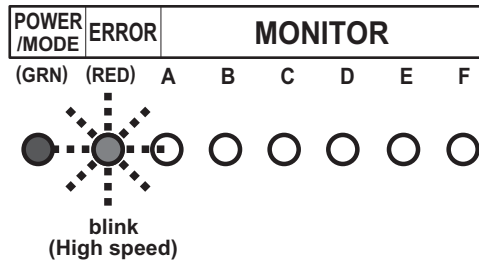 POWER /MODE ERROR MONITOR
(GRN) (RED) A B C D E F
blink
(High speed)